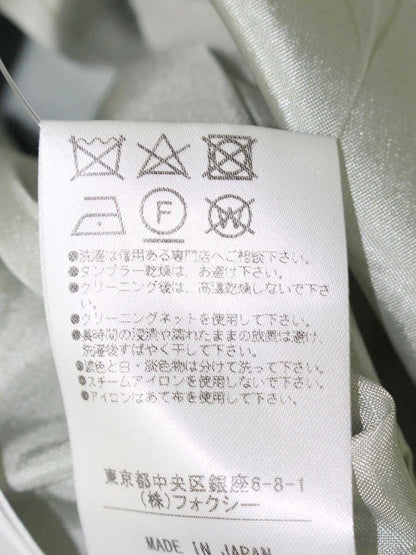 F W
●洗濯は信用ある専門店へご相談下さい。
●タンブラー乾燥は、お避け下さい。
●クリーニング後は、高温乾燥しないで下さ
い。
●クリーニングネットを使用して下さい。
●長時間の浸漬や濡れたままの放置は避け
洗濯後すばやく干して下さい。
●濃色と白・淡色物は分けて洗って下さい。
●スチームアイロンを使用しないで下さい。
●アイロンはあて布を使用して下さい。
東京都中央区銀座6-8-1
(株)フォクシー
MADE IN JAPAN